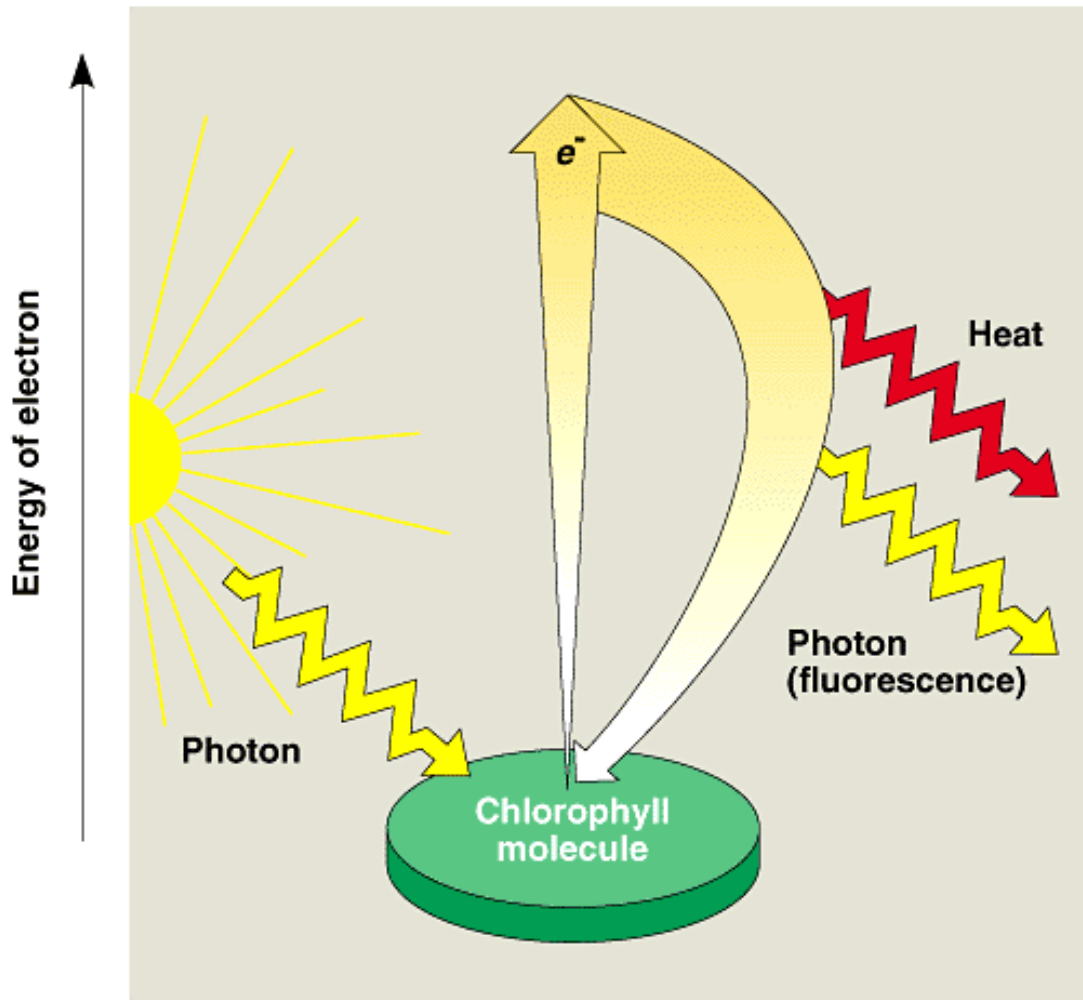 Energy of electron
e-
Heat
Photon
(fluorescence)
Photon
Chlorophyll
molecule